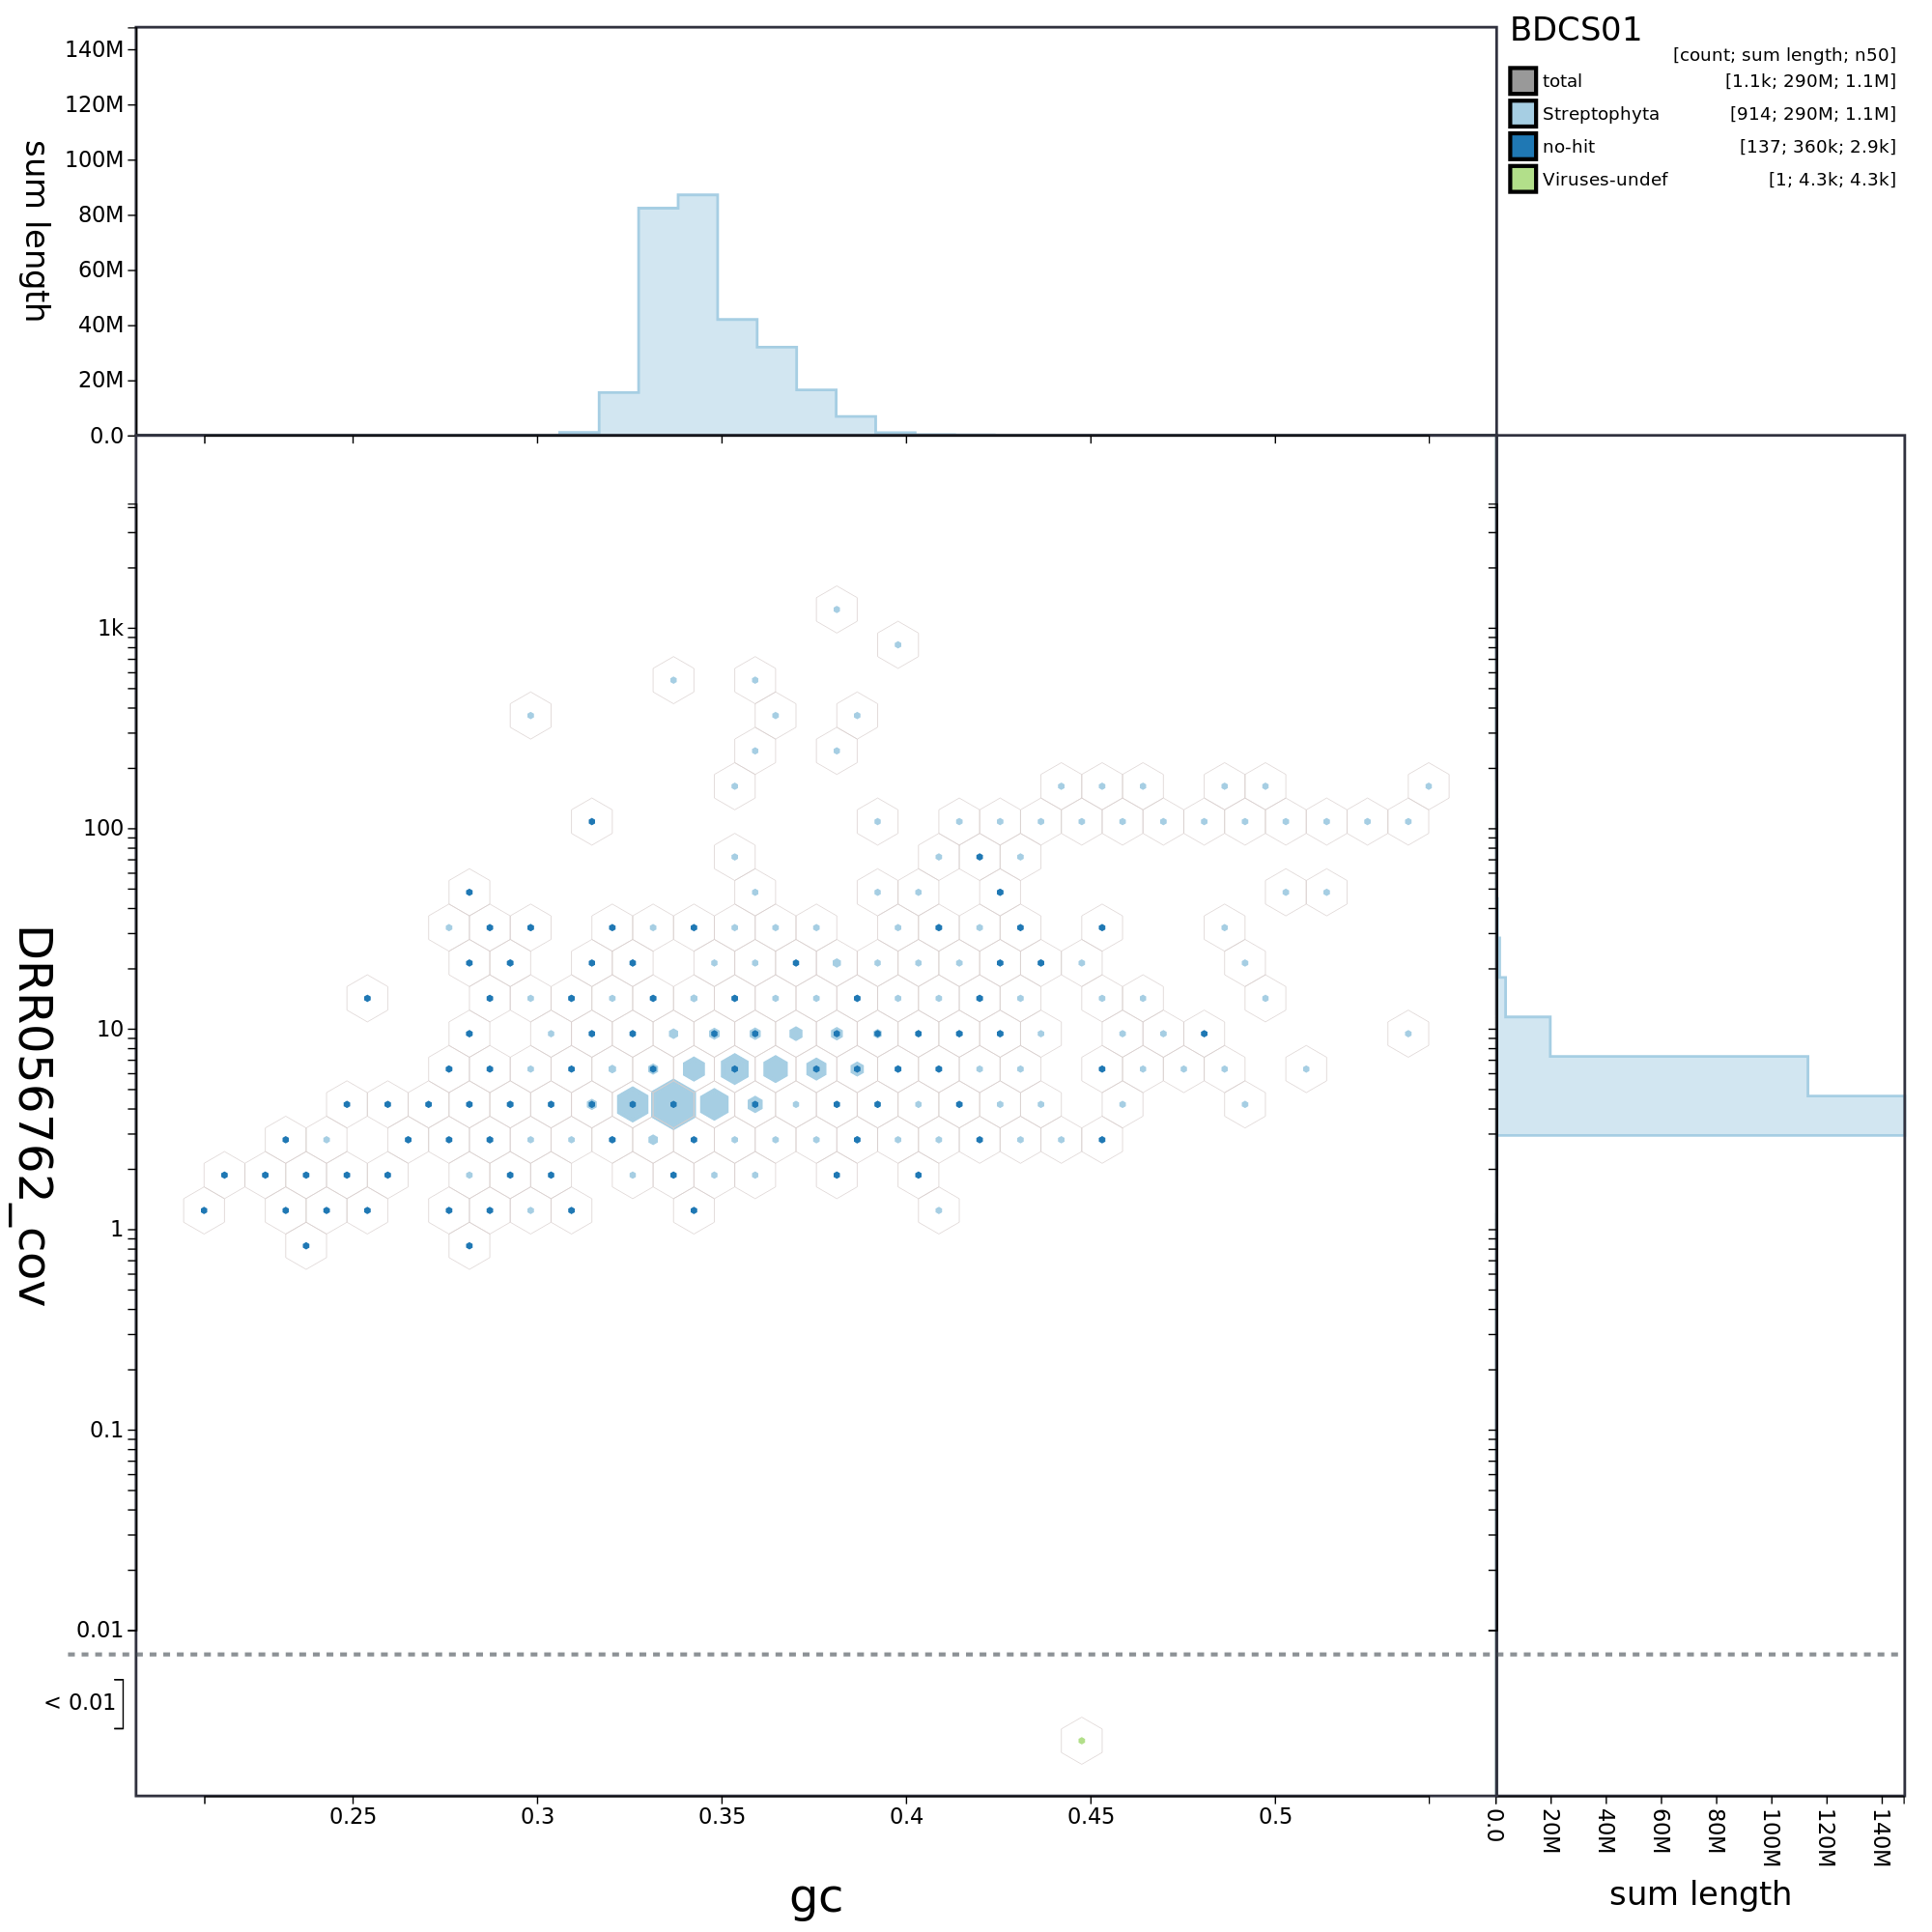 BDCS01
[count; sum length; n50]
total [1.1k; 290M; 1.1M]
Streptophyta [914; 290M; 1.1M]
no-hit [137; 360k; 2.9k]
Viruses-undef [1; 4.3k; 4.3k]
sum length
140M
120M
100M
80M
60M
40M
20M
0.0
DRR056762_cov
1k
100
10
1
0.1
0.01
< 0.01
0.25 0.3 0.35 0.4 0.45 0.5
gc
0.0 20M 40M 60M 80M 100M 120M 140M
sum length